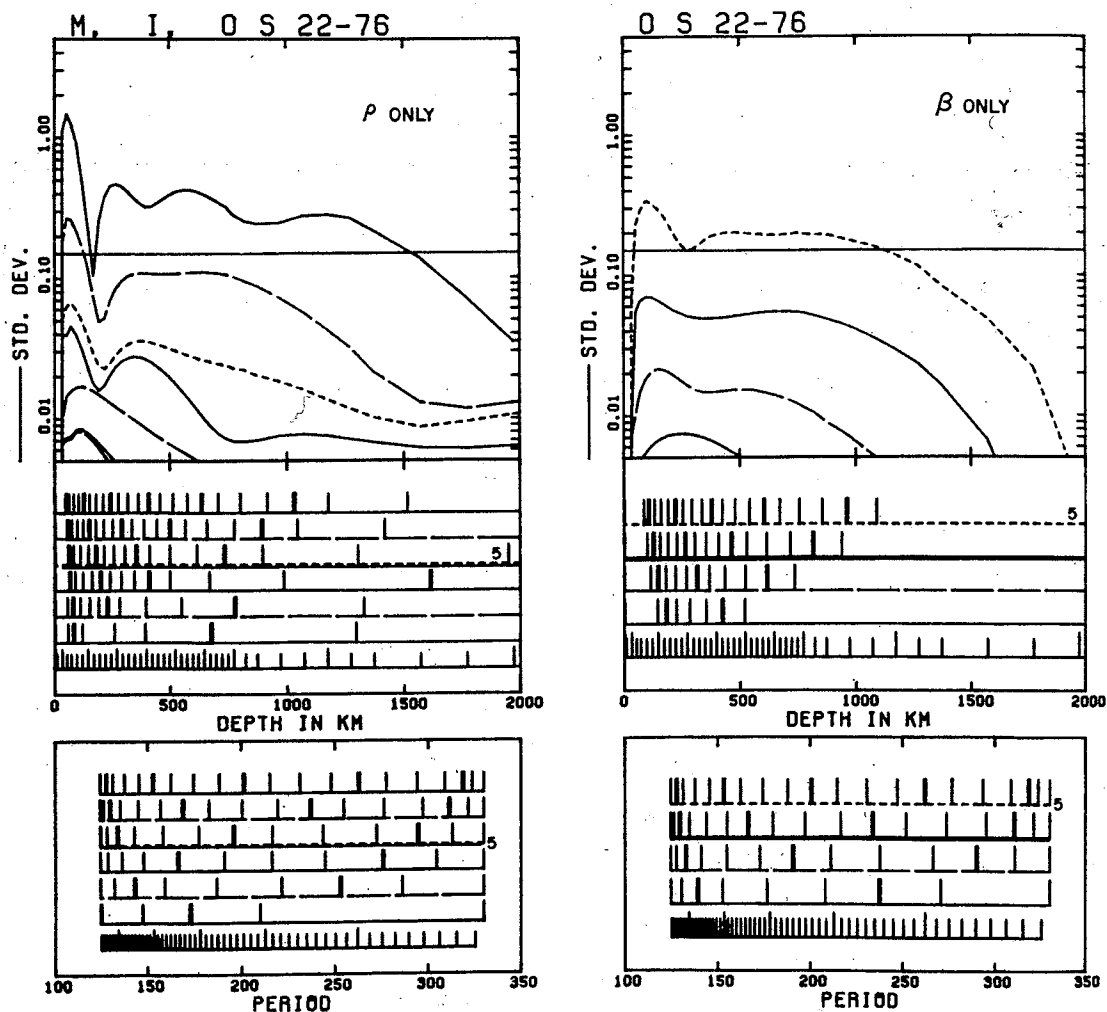 M, I, O S 22-76
ρ ONLY
STD. DEV.
1.00
0.10
0.01
5
0 500 1000 1500 2000
DEPTH IN KM
5
100 150 200 250 300 350
PERIOD
O S 22-76
β ONLY
STD. DEV.
1.00
0.10
0.01
5
0 500 1000 1500 2000
DEPTH IN KM
5
100 150 200 250 300 350
PERIOD